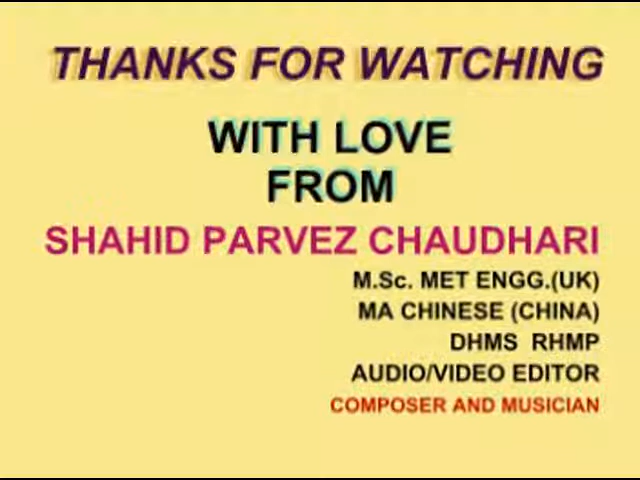 THANKS FOR WATCHING
WITH LOVE
FROM
SHAHID PARVEZ CHAUDHARI
M.Sc. MET ENGG.(UK)
MA CHINESE (CHINA)
DHMS RHMP
AUDIO/VIDEO EDITOR
COMPOSER AND MUSICIAN